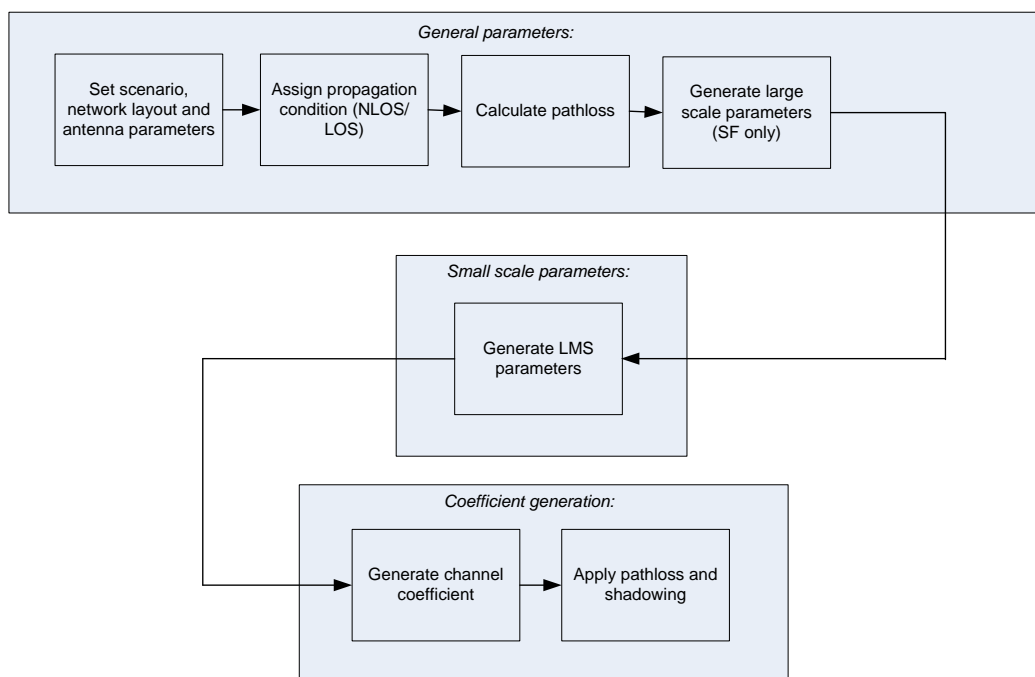 General parameters:
Set scenario,
network layout and
antenna parameters
Assign propagation
condition (NLOS/
LOS)
Calculate pathloss
Generate large
scale parameters
(SF only)
Small scale parameters:
Generate LMS
parameters
Coefficient generation:
Generate channel
coefficient
Apply pathloss and
shadowing